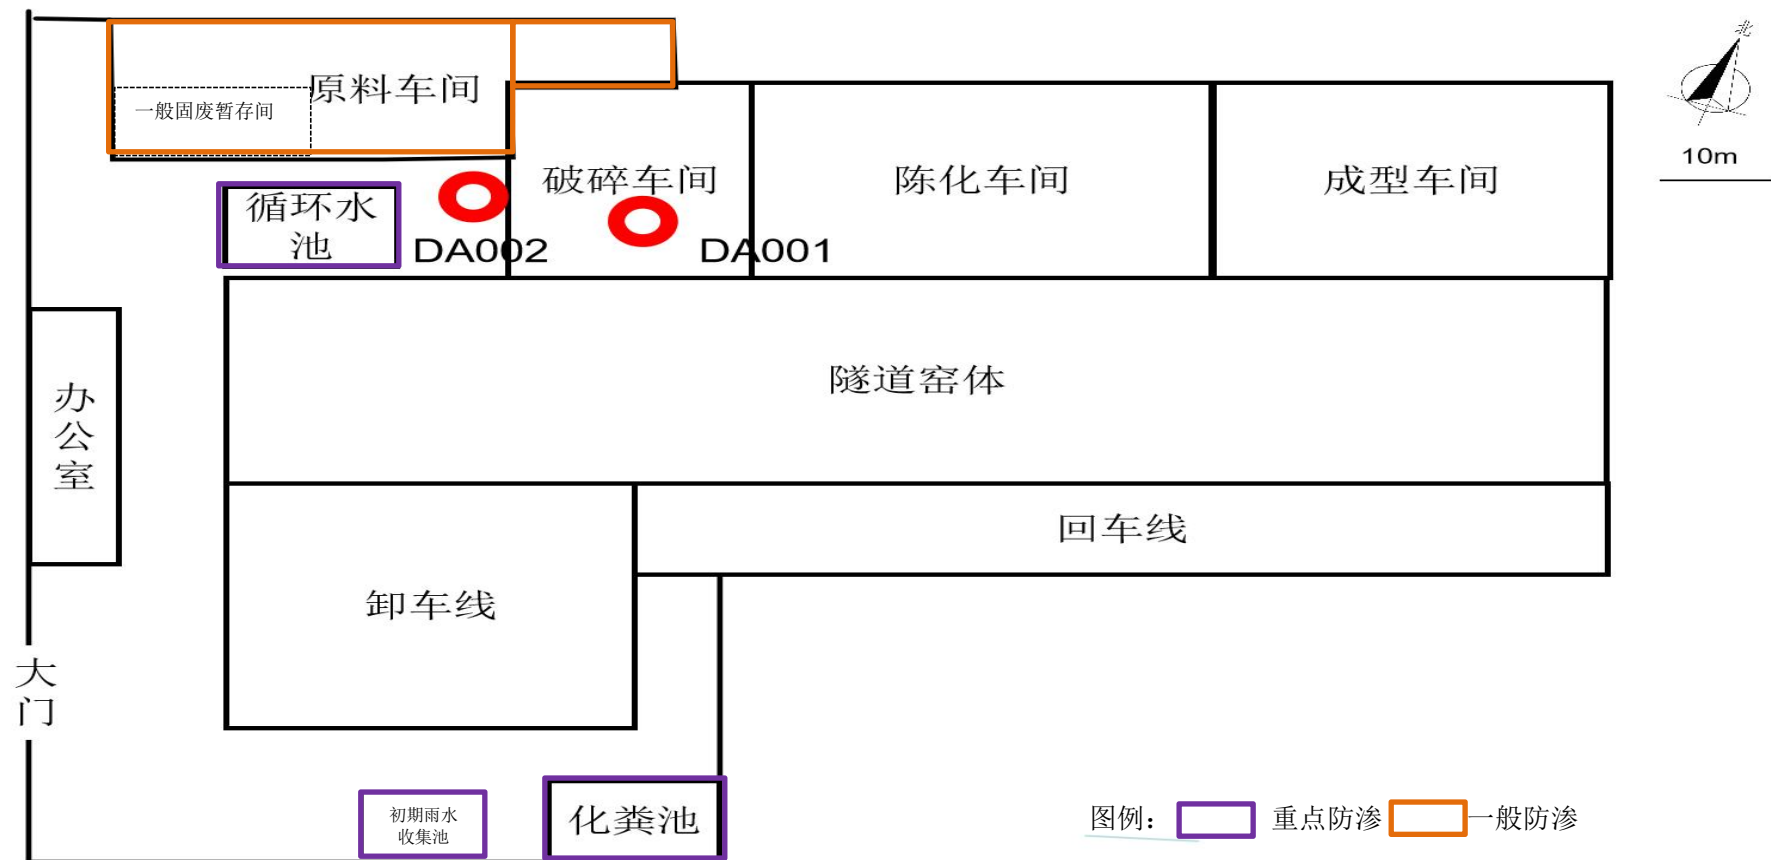 北
10m
原料车间
一般固废暂存间
破碎车间
陈化车间
成型车间
循环水
池
DA002
DA001
隧道窑体
办
公
室
回车线
卸车线
大
门
初期雨水
收集池
化粪池
图例：
重点防渗
一般防渗